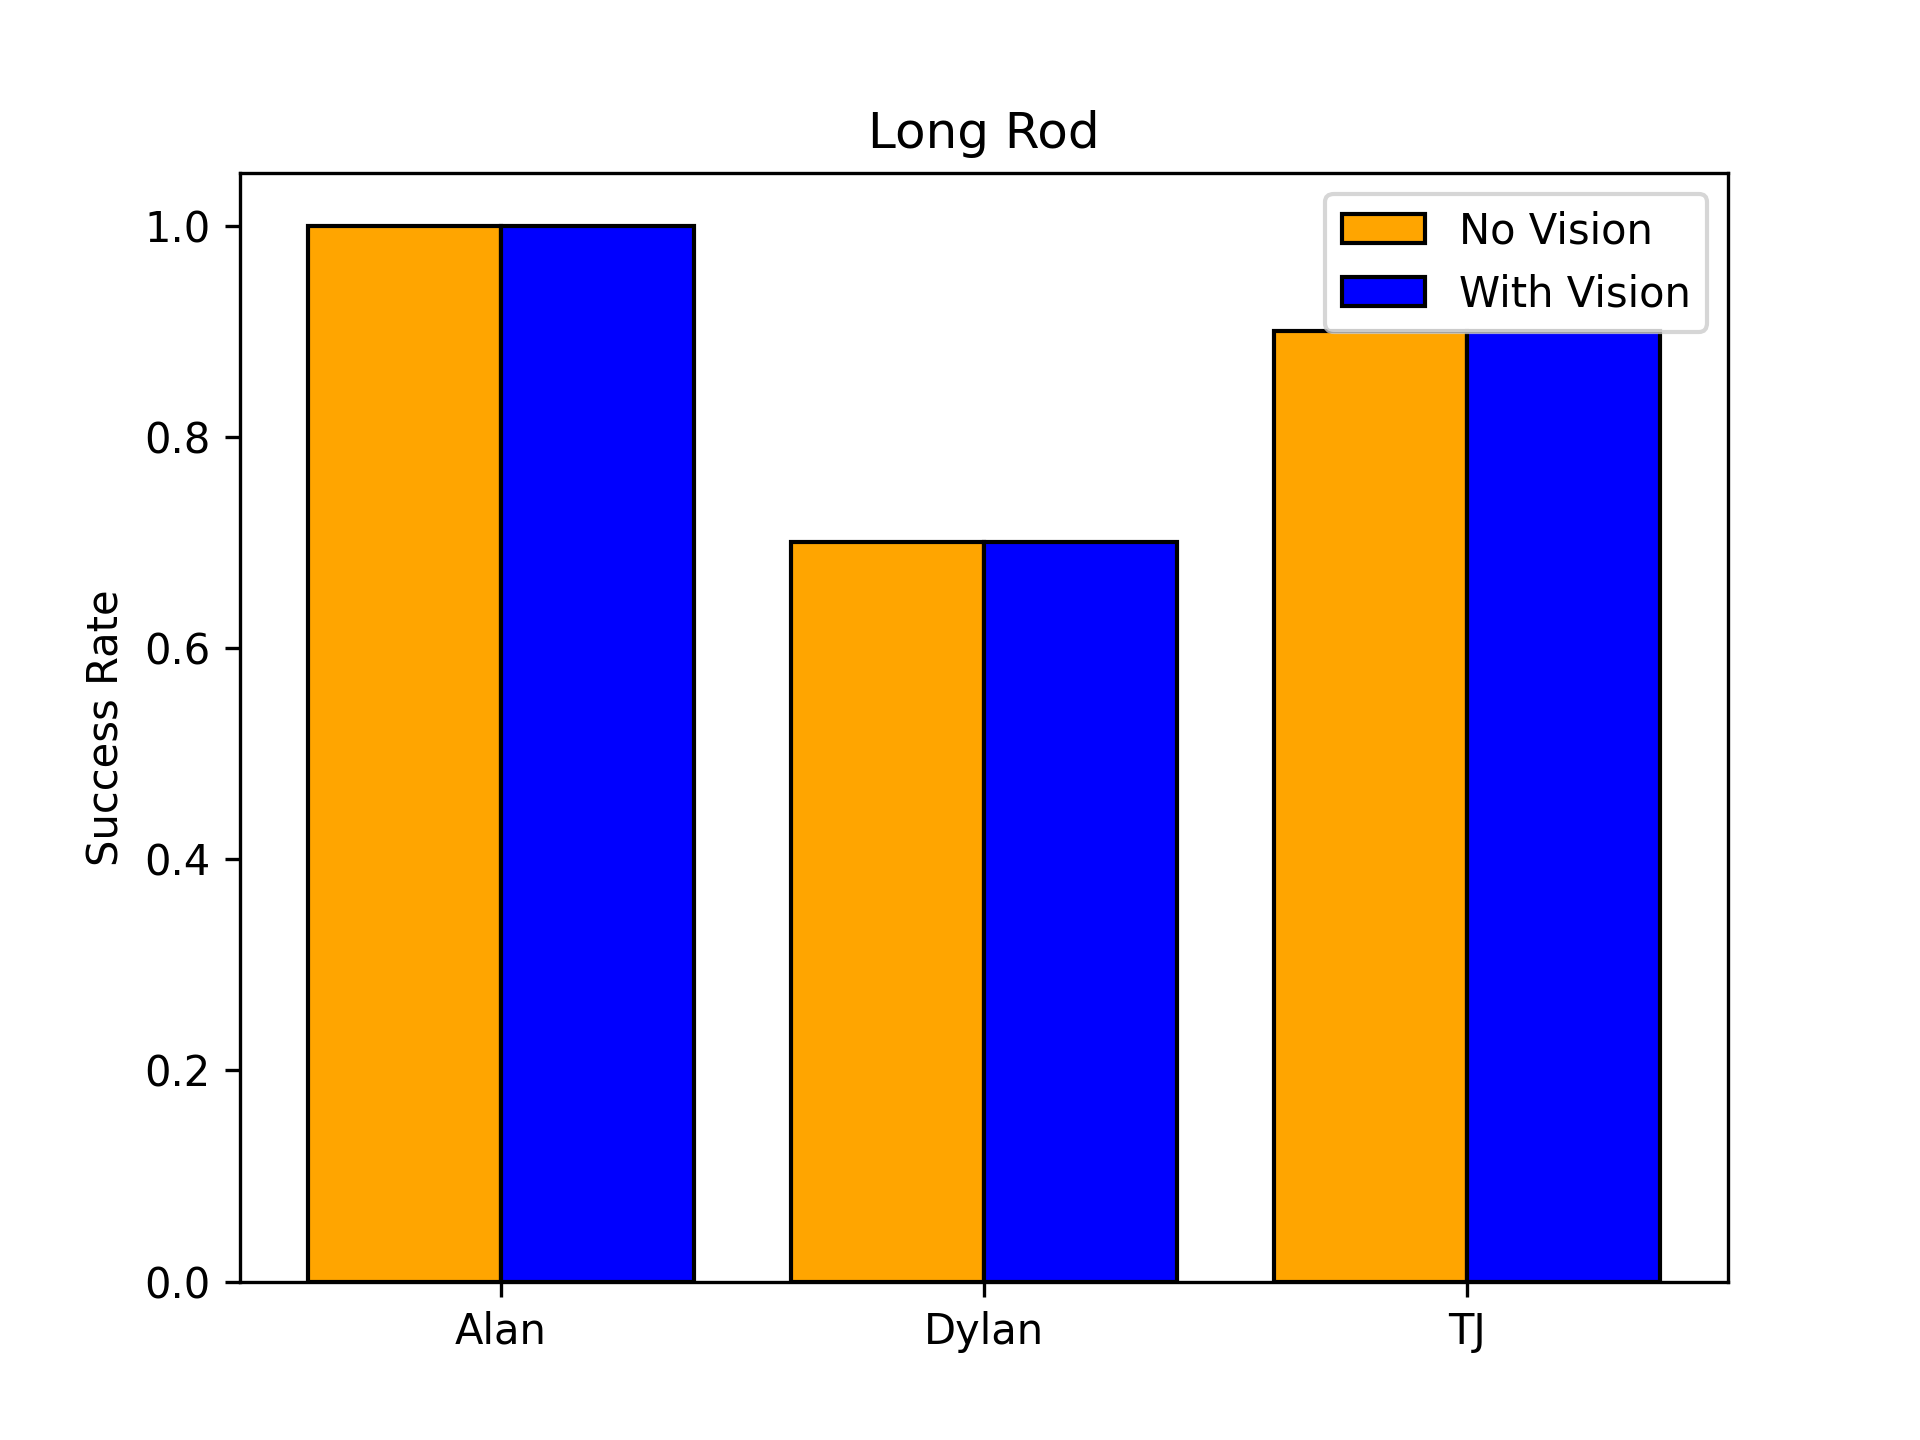 Long Rod
No Vision
With Vision
1.0
0.8
0.6
0.4
0.2
0.0
Success Rate
Alan
Dylan
TJ